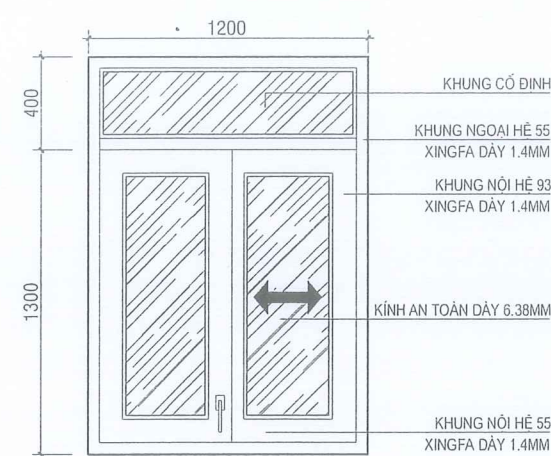 1200
400
KHUNG CỐ ĐỊNH
KHUNG NGOẠI HỆ 55
XINGFA DÀY 1.4MM
KHUNG NỘI HỆ 93
XINGFA DÀY 1.4MM
1300
KÍNH AN TOÀN DÀY 6.38MM
KHUNG NỘI HỆ 55
XINGFA DÀY 1.4MM